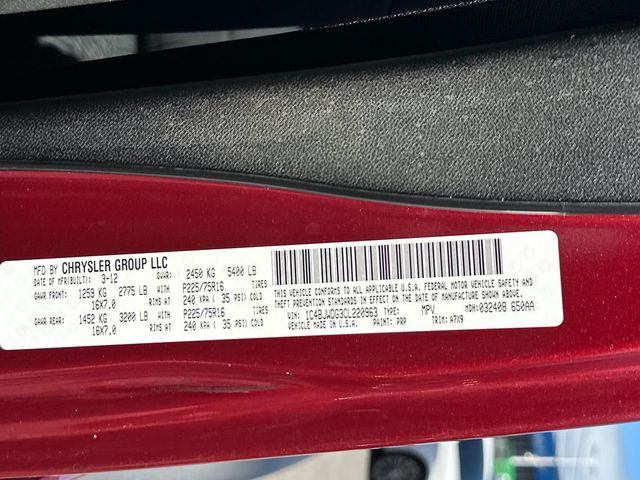 MFD BY CHRYSLER GROUP LLC
DATE OF MFR(BUILT): 3-12 GVWR: 2450 KG 5400 LB
GAWR FRONT: 1259 KG 2775 LB WITH P225/75R16 TIRES
16X7.0 RIMS AT 240 KPA ( 35 PSI) COLD
GAWR REAR: 1452 KG 3200 LB WITH P225/75R16 TIRES
16X7.0 RIMS AT 240 KPA ( 35 PSI) COLD
THIS VEHICLE CONFORMS TO ALL APPLICABLE U.S.A. FEDERAL MOTOR VEHICLE SAFETY AND
THEFT PREVENTION STANDARDS IN EFFECT ON THE DATE OF MANUFACTURE SHOWN ABOVE.
VIN: 1C4BJWDG3CL220963 TYPE: MPV MDH: 032408 650AA
VEHICLE MADE IN U.S.A. PAINT: PRP TRIM: A7X9